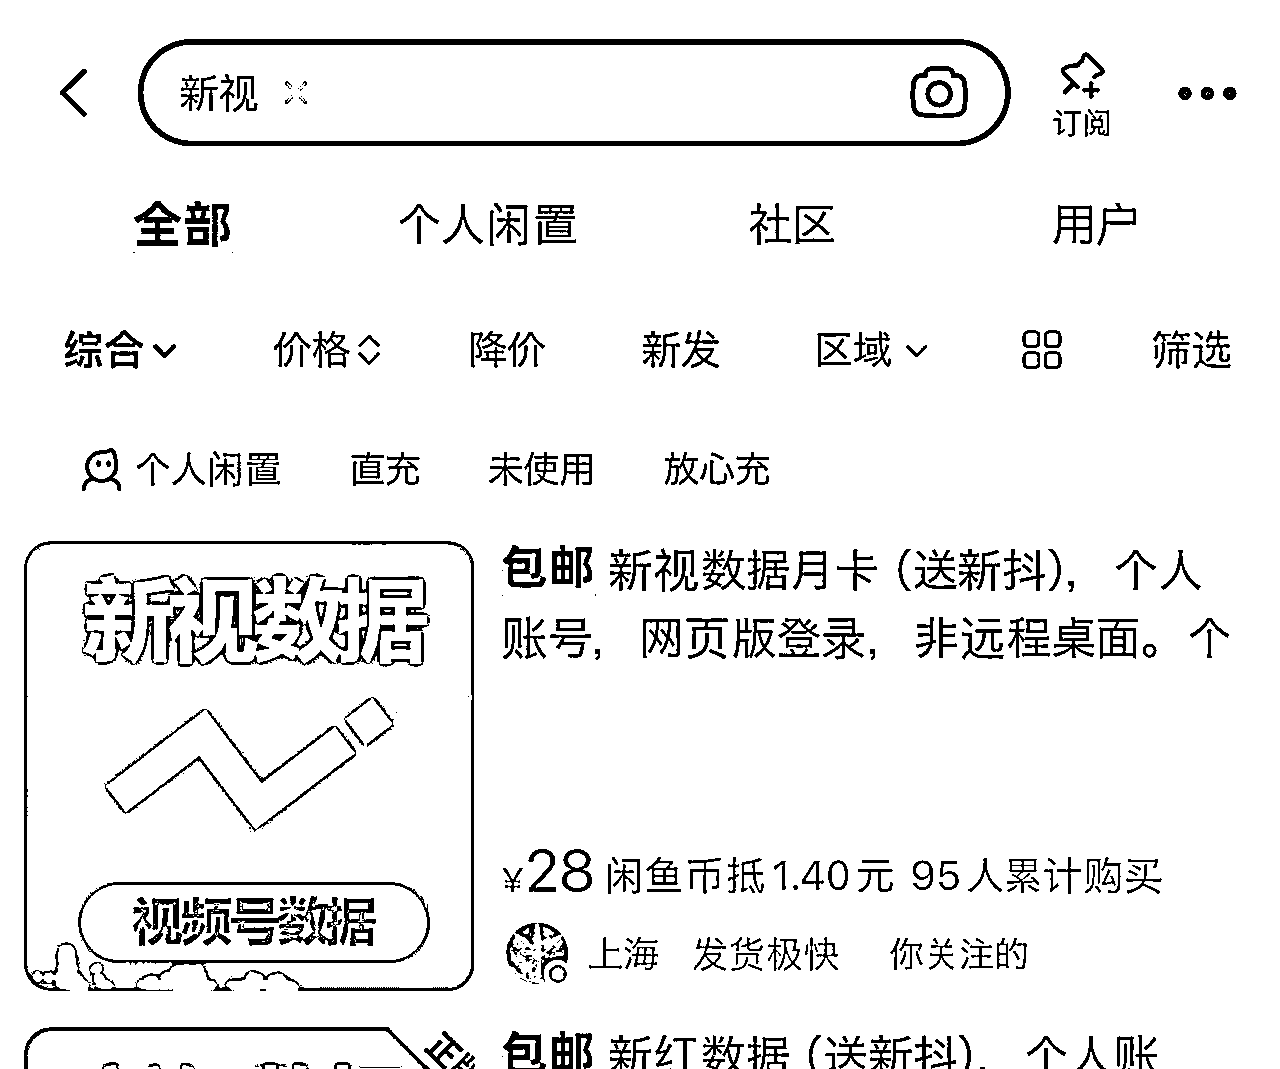 新视
订阅
全部 个人闲置 社区 用户
综合 价格 降价 新发 区域 筛选
个人闲置 直充 未使用 放心充
新视数据
视频号数据
包邮 新视数据月卡（送新抖），个人
账号，网页版登录，非远程桌面。个
¥28 闲鱼币抵1.40元 95人累计购买
上海 发货极快 你关注的
包邮 新红数据（送新抖），个人账